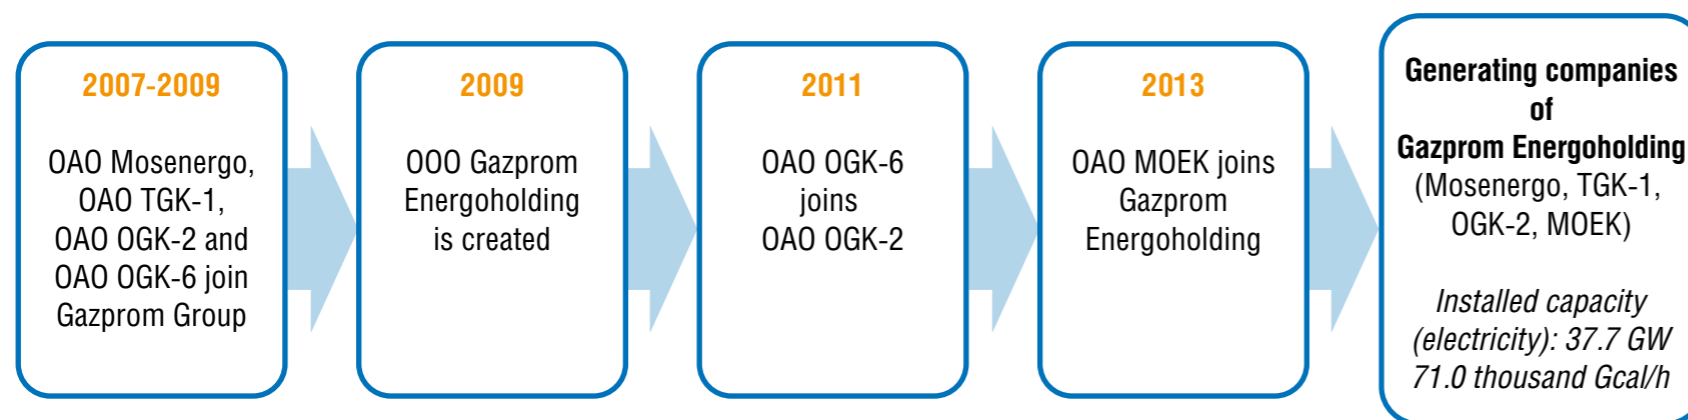 2007-2009
OAO Mosenergo,
OAO TGK-1,
OAO OGK-2 and
OAO OGK-6 join
Gazprom Group
2009
OOO Gazprom
Energoholding
is created
2011
OAO OGK-6
joins
OAO OGK-2
2013
OAO MOEK joins
Gazprom
Energoholding
Generating companies
of
Gazprom Energoholding
(Mosenergo, TGK-1,
OGK-2, MOEK)
Installed capacity
(electricity): 37.7 GW
71.0 thousand Gcal/h